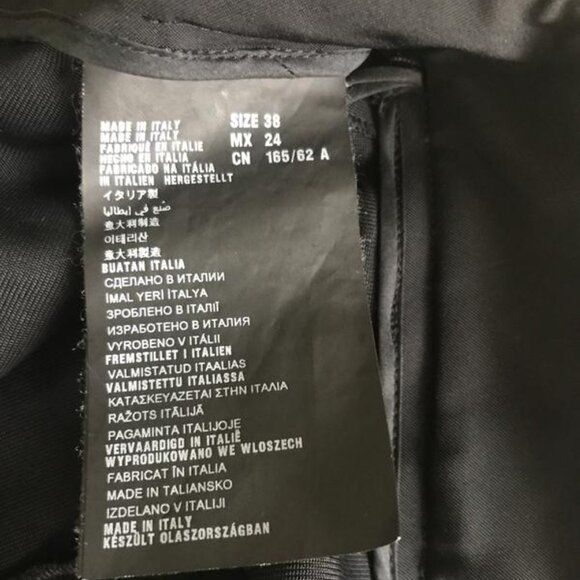 MADE IN ITALY
MADE IN ITALY
FABRIQUÉ EN ITALIE
HECHO EN ITALIA
FABRICADO NA ITÁLIA
IN ITALIEN HERGESTELLT
イタリア製
صنع في إيطاليا
意大利制造
이태리산
意大利製造
BUATAN ITALIA
СДЕЛАНО В ИТАЛИИ
İMAL YERİ İTALYA
ЗРОБЛЕНО В ІТАЛІЇ
ИЗРАБОТЕНО В ИТАЛИЯ
VYROBENO V ITÁLII
FREMSTILLET I ITALIEN
VALMISTATUD ITAALIAS
VALMISTETTU ITALIASSA
ΚΑΤΑΣΚΕΥΑΖΕΤΑΙ ΣΤΗΝ ΙΤΑΛΙΑ
RAŽOTS ITĀLIJĀ
PAGAMINTA ITALIJOJE
VERVAARDIGD IN ITALIË
WYPRODUKOWANO WE WLOSZECH
FABRICAT ÎN ITALIA
MADE IN TALIANSKO
IZDELANO V ITALIJI
MADE IN ITALY
KÉSZÜLT OLASZORSZÁGBAN
SIZE 38
MX 24
CN 165/62 A